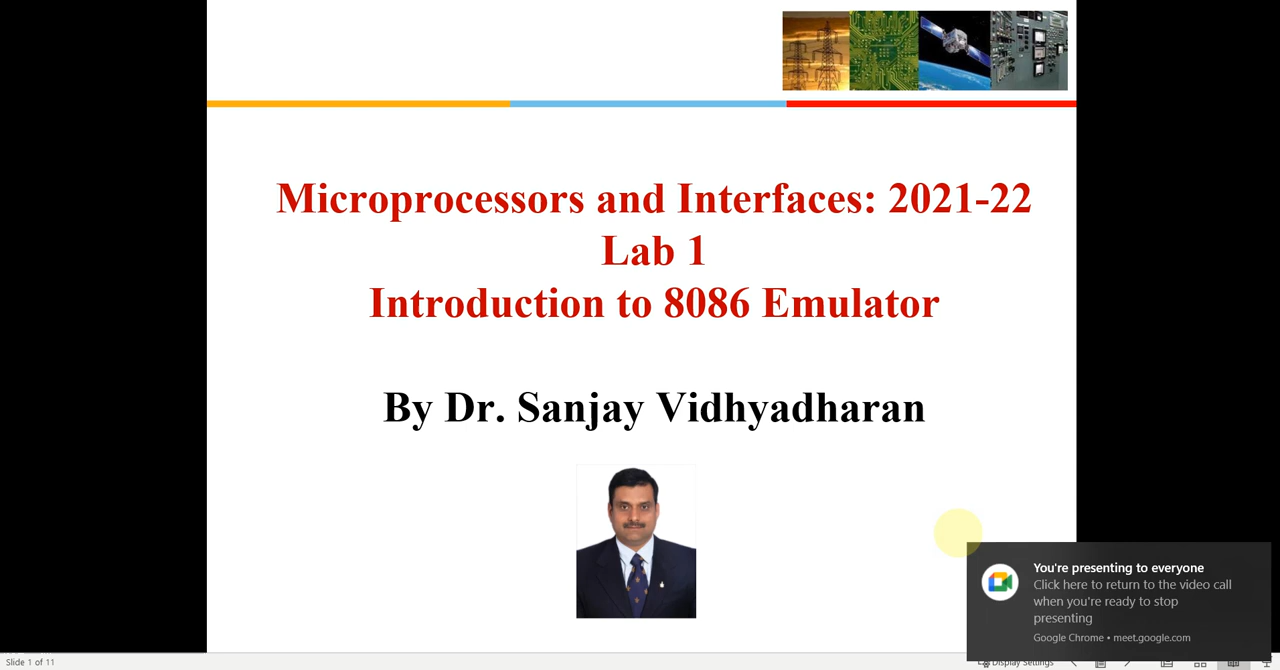 Microprocessors and Interfaces: 2021-22
Lab 1
Introduction to 8086 Emulator
By Dr. Sanjay Vidhyadharan
You're presenting to everyone
Click here to return to the video call
when you're ready to stop
presenting
Google Chrome • meet.google.com
Slide 1 of 11
Display Settings